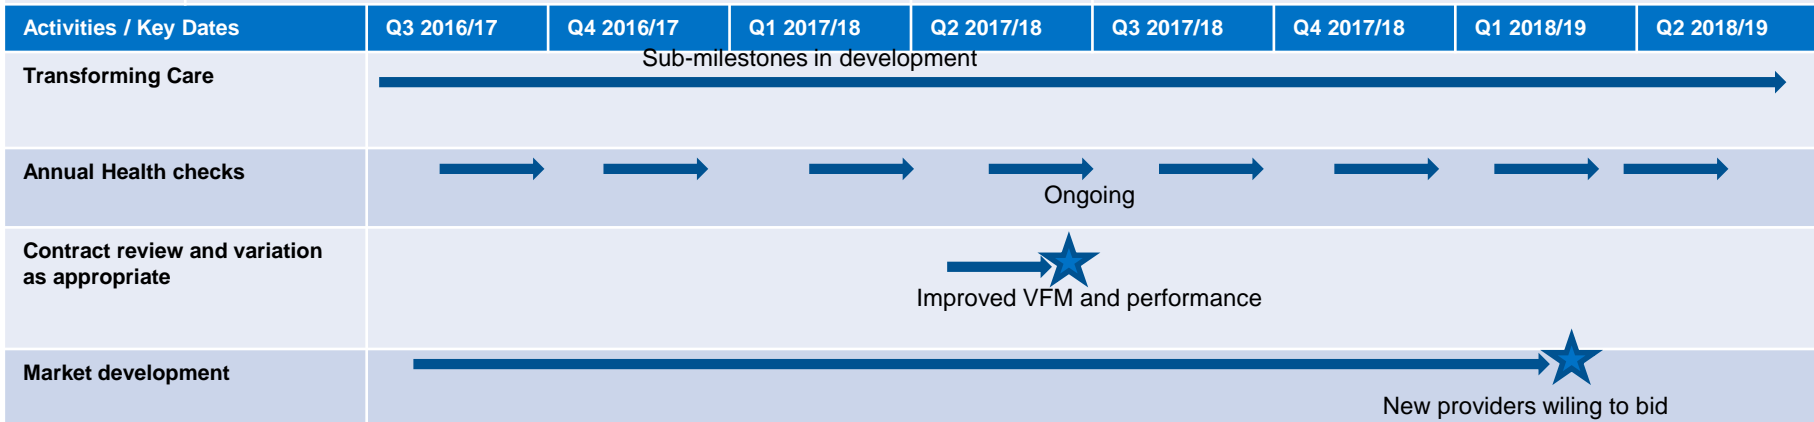 Activities / Key Dates Q3 2016/17 Q4 2016/17 Q1 2017/18 Q2 2017/18 Q3 2017/18 Q4 2017/18 Q1 2018/19 Q2 2018/19
Sub-milestones in development
Transforming Care
Annual Health checks
Ongoing
Contract review and variation
as appropriate
Improved VFM and performance
Market development
New providers wiling to bid